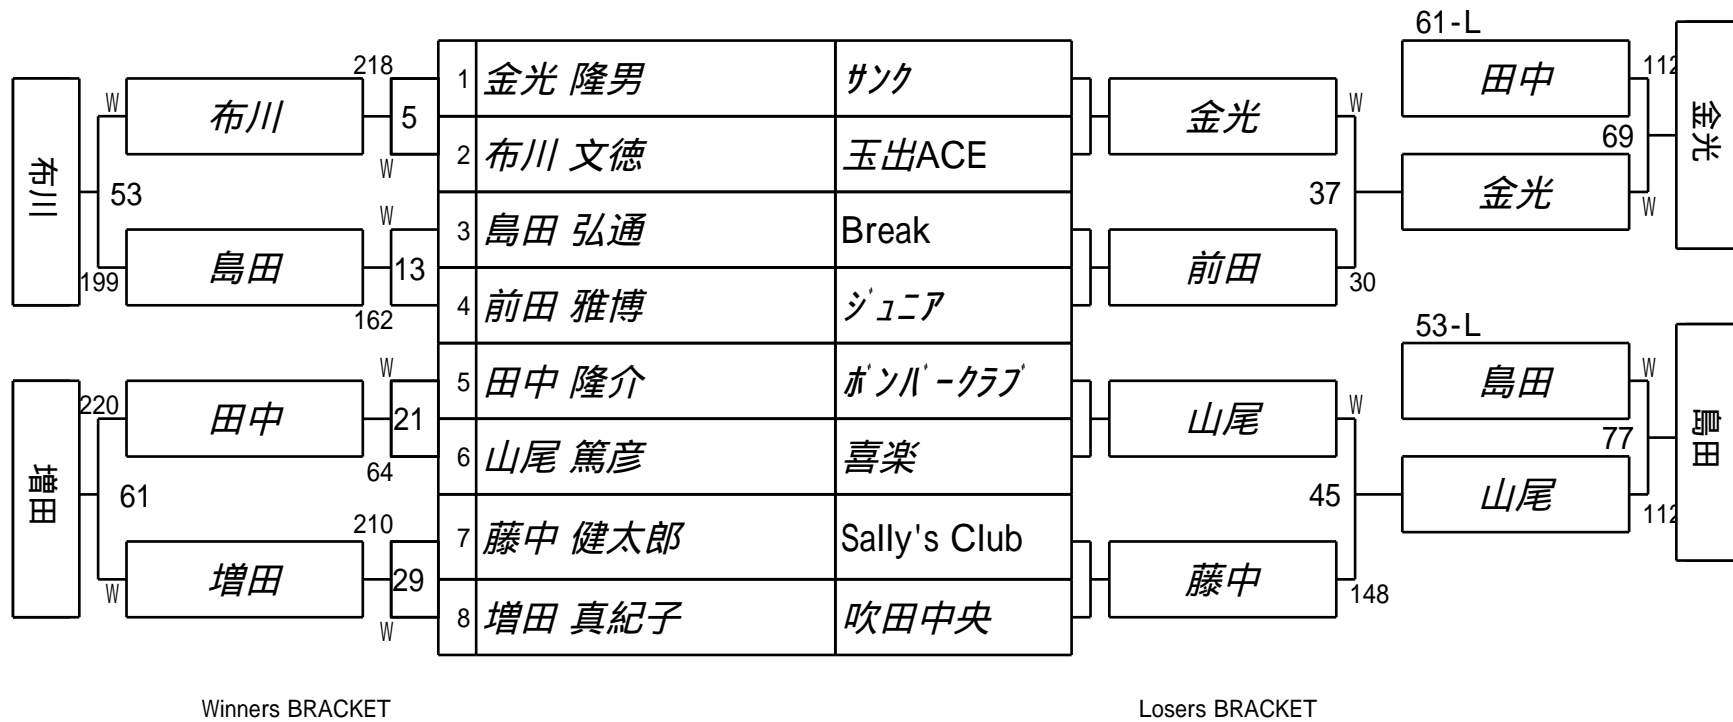 61-L
218
1 金光 隆男 サンク
田中 112
W 布川 5 金光 W
金光
2 布川 文徳 玉出ACE
69
W
布川 53 37 金光 W
W
3 島田 弘通 Break
199 島田 13 前田 30
4 前田 雅博 ジュニア
162
53-L
W
5 田中 隆介 ボンバークラブ
島田 W
220 田中 21 山尾 W
島田
6 山尾 篤彦 喜楽
77
64
増田 61 45 山尾 112
210
7 藤中 健太郎 Sally's Club
W 増田 29 藤中 148
8 増田 真紀子 吹田中央
W
Winners BRACKET
Losers BRACKET